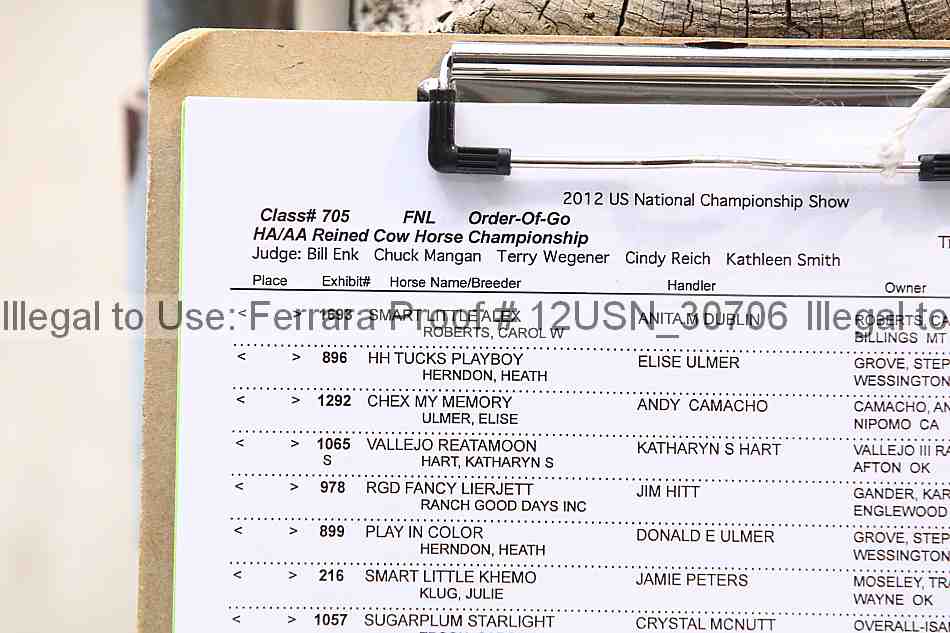 2012 US National Championship Show
Class# 705 FNL Order-Of-Go
HA/AA Reined Cow Horse Championship
Judge: Bill Enk Chuck Mangan Terry Wegener Cindy Reich Kathleen Smith
Place Exhibit# Horse Name/Breeder Handler Owner
Illegal to Use: Ferrara Proof # 12USN_30706 Illegal to
< > 1693 SMART LITTLE ALEX ANITA M DUBLIN ROBERTS, CA
ROBERTS, CAROL W BILLINGS MT
< > 896 HH TUCKS PLAYBOY ELISE ULMER GROVE, STEP
HERNDON, HEATH WESSINGTON
< > 1292 CHEX MY MEMORY ANDY CAMACHO CAMACHO, AN
ULMER, ELISE NIPOMO CA
< > 1065 VALLEJO REATAMOON KATHARYN S HART VALLEJO III RA
S HART, KATHARYN S AFTON OK
< > 978 RGD FANCY LIERJETT JIM HITT GANDER, KAR
RANCH GOOD DAYS INC ENGLEWOOD
< > 899 PLAY IN COLOR DONALD E ULMER GROVE, STEP
HERNDON, HEATH WESSINGTON
< > 216 SMART LITTLE KHEMO JAMIE PETERS MOSELEY, TRA
KLUG, JULIE WAYNE OK
< > 1057 SUGARPLUM STARLIGHT CRYSTAL MCNUTT OVERALL-ISA